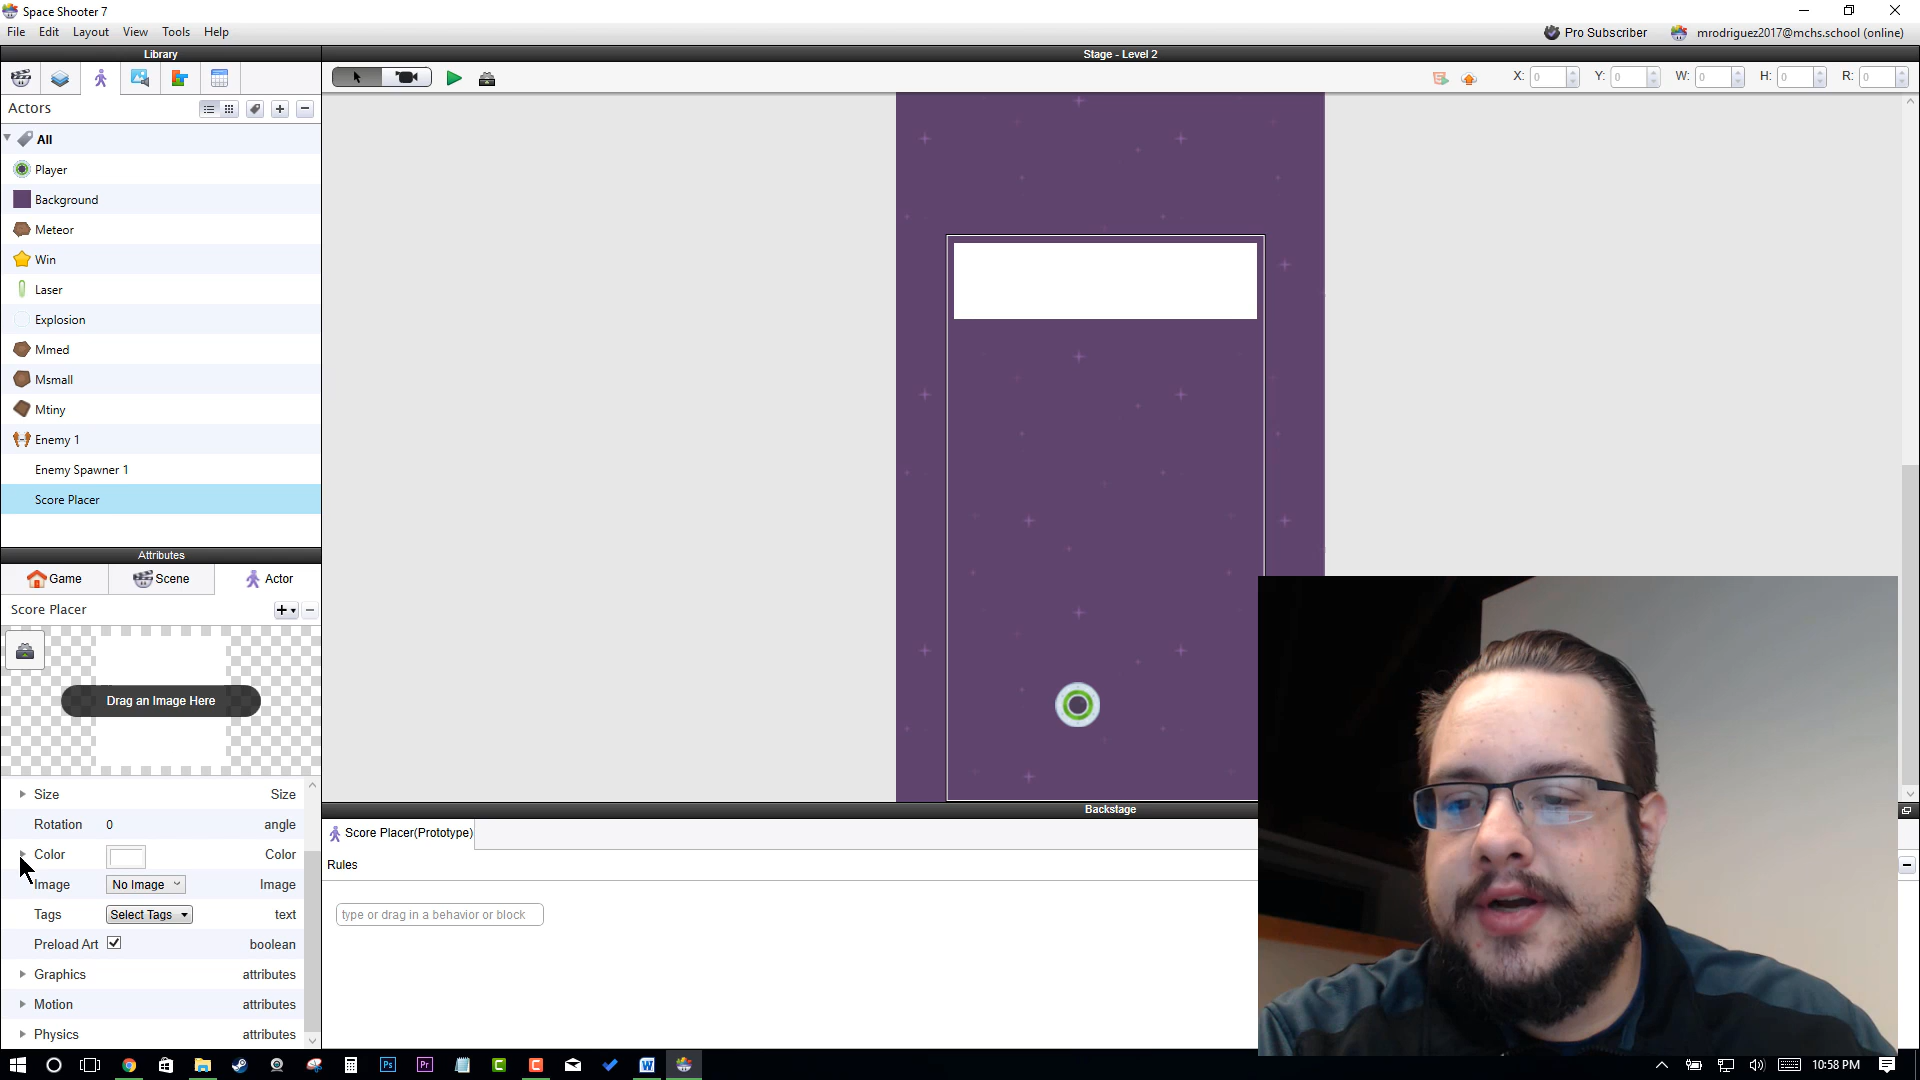 Space Shooter 7
File Edit Layout View Tools Help
Pro Subscriber mrodriguez2017@mchs.school (online)
Library
Stage - Level 2
X: 0 Y: 0 W: 0 H: 0 R: 0
Actors
All
Player
Background
Meteor
Win
Laser
Explosion
Mmed
Msmall
Mtiny
Enemy 1
Enemy Spawner 1
Score Placer
Attributes
Game Scene Actor
Score Placer
Drag an Image Here
Size Size
Rotation 0 angle
Color Color
Image No Image Image
Tags Select Tags text
Preload Art boolean
Graphics attributes
Motion attributes
Physics attributes
Backstage
Score Placer(Prototype)
Rules
type or drag in a behavior or block
10:58 PM